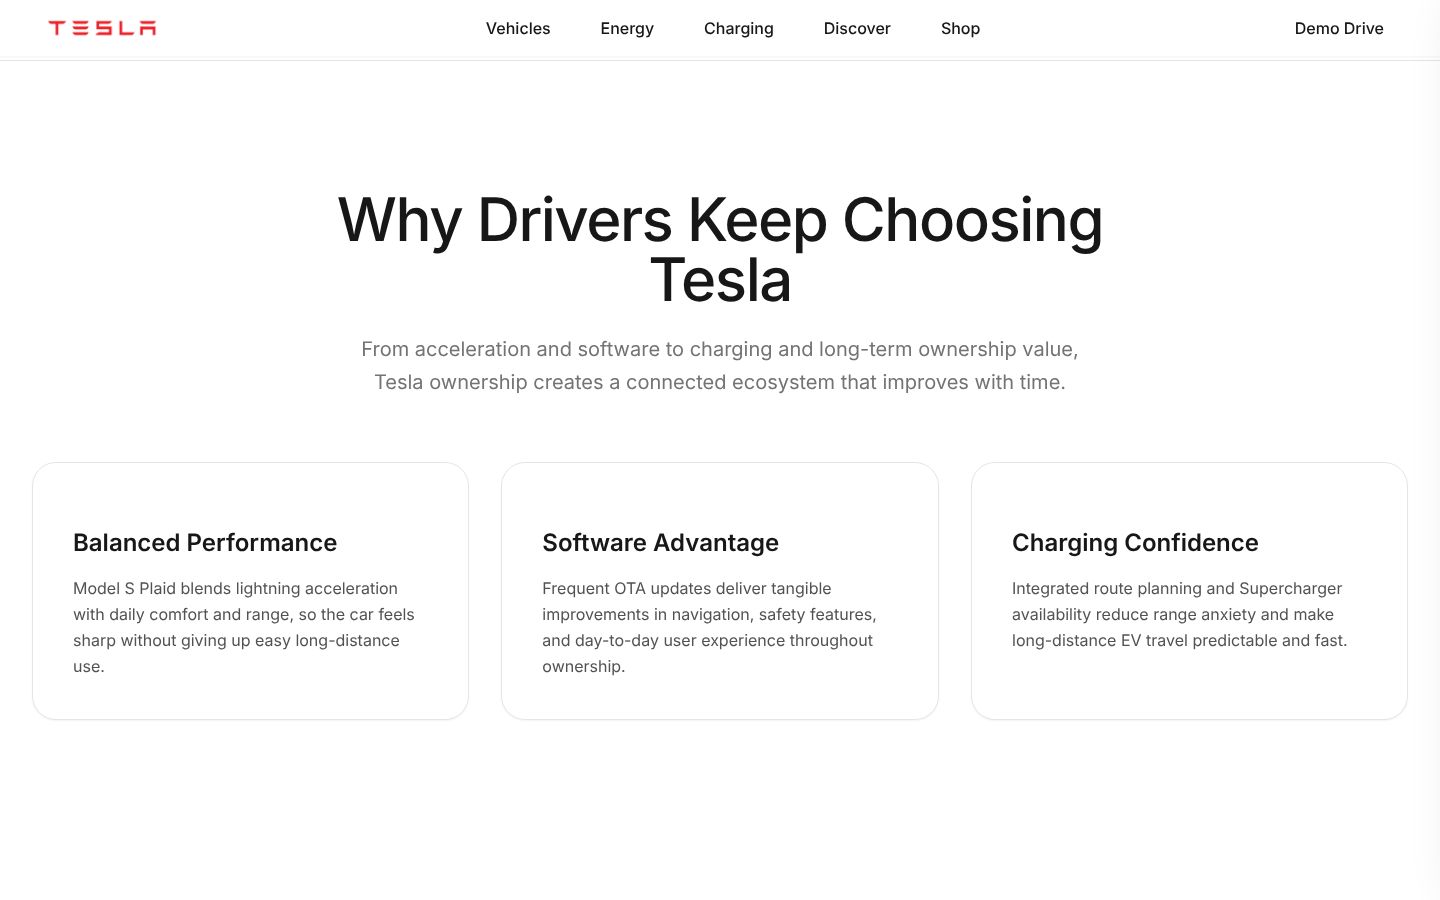 TESLA
Vehicles Energy Charging Discover Shop Demo Drive
Why Drivers Keep Choosing
Tesla
From acceleration and software to charging and long-term ownership value,
Tesla ownership creates a connected ecosystem that improves with time.
Balanced Performance
Model S Plaid blends lightning acceleration
with daily comfort and range, so the car feels
sharp without giving up easy long-distance
use.
Software Advantage
Frequent OTA updates deliver tangible
improvements in navigation, safety features,
and day-to-day user experience throughout
ownership.
Charging Confidence
Integrated route planning and Supercharger
availability reduce range anxiety and make
long-distance EV travel predictable and fast.